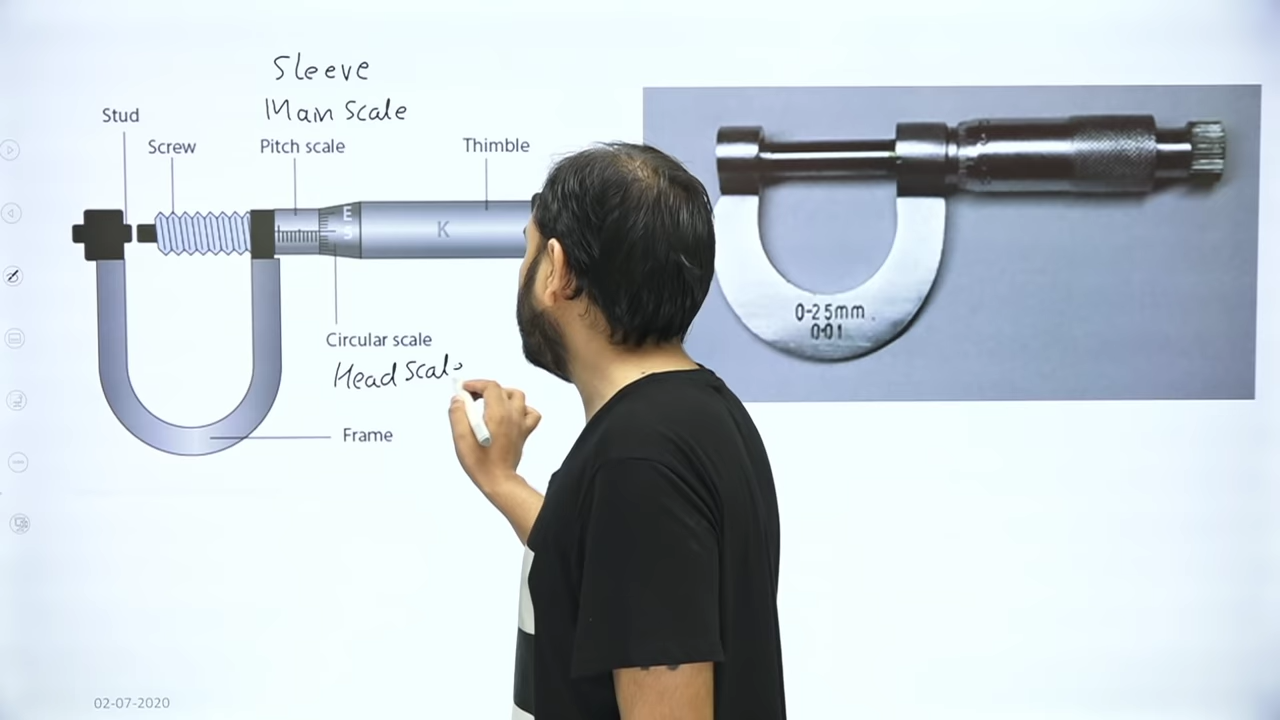 Sleeve
Main Scale
Stud
Screw
Pitch scale
Thimble
E
S
K
0-25mm
0·01
Circular scale
Head Scale
Frame
02-07-2020